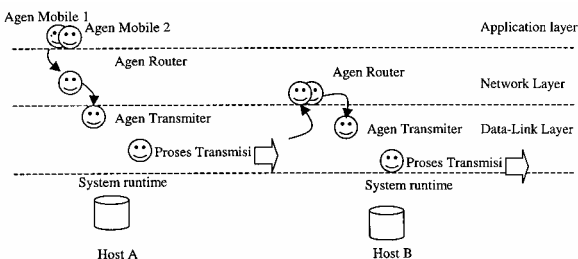 Agen Mobile 1
Agen Mobile 2
Application layer
Agen Router
Agen Router
Network Layer
Agen Transmiter
Agen Transmiter
Data-Link Layer
Proses Transmisi
Proses Transmisi
System runtime
System runtime
Host A
Host B